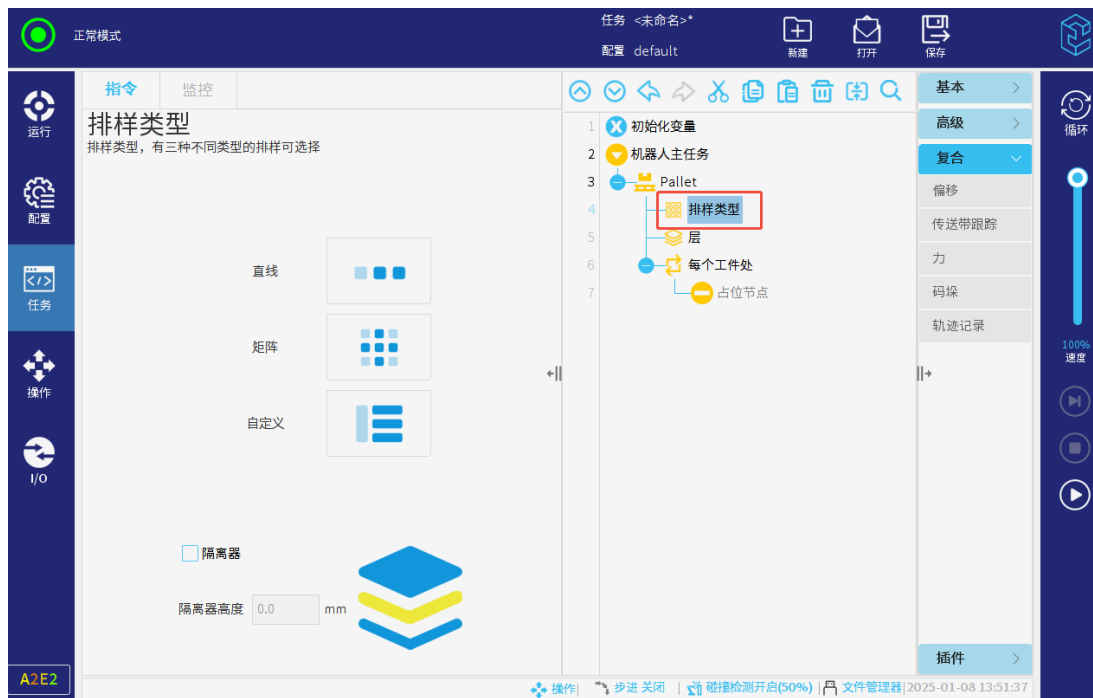 正常模式
任务 <未命名>*
配置 default
新建
打开
保存
运行
配置
任务
操作
I/O
A2E2
指令
监控
排样类型
排样类型，有三种不同类型的排样可选择
直线
矩阵
自定义
隔离器
隔离器高度 0.0 mm
1 初始化变量
2 机器人主任务
3 Pallet
4 排样类型
5 层
6 每个工件处
7 占位节点
基本
高级
复合
偏移
传送带跟踪
力
码垛
轨迹记录
插件
循环
100%
速度
操作| 步进 关闭 | 碰撞检测开启(50%) | 文件管理器|2025-01-08 13:51:37